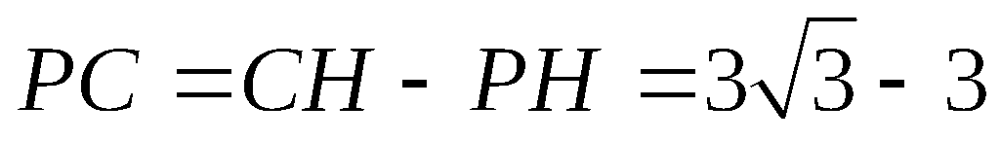 PC = CH - PH = 3√3 - 3